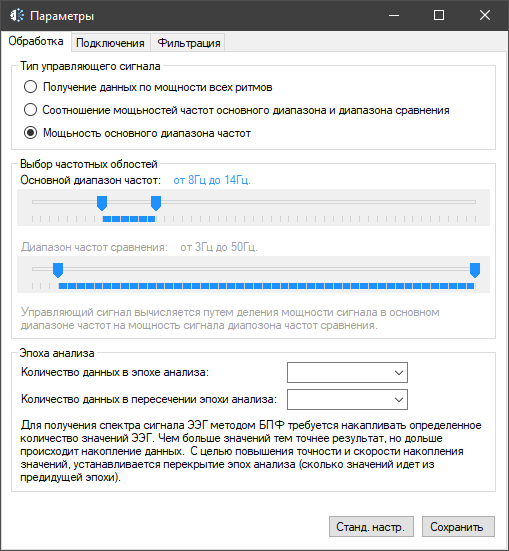 Параметры
Обработка Подключения Фильтрация
Тип управляющего сигнала
Получение данных по мощности всех ритмов
Соотношение мощьностей частот основного диапазона и диапазона сравнения
Мощьность основного диапазона частот
Выбор частотных облостей
Основной диапазон частот: от 8Гц до 14Гц.
Диапазон частот сравнения: от 3Гц до 50Гц.
Управляющий сигнал вычисляется путем деления мощности сигнала в основном
диапазоне частот на мощность сигнала диапозона частот сравнения.
Эпоха анализа
Количество данных в эпохе анализа:
Количество данных в пересечении эпохи анализа:
Для получения спектра сигнала ЭЭГ методом БПФ требуется накапливать определенное
количество значений ЭЭГ. Чем больше значений тем точнее результат, но дольше
происходит накопление данных. С целью повышения точности и скорости накопления
значений, устанавливается перекрытие эпох анализа (сколько значений идет из
предидущей эпохи).
Станд. настр. Сохранить